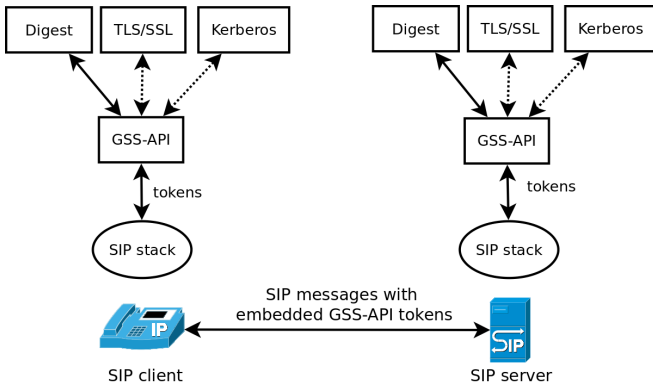 Digest TLS/SSL Kerberos Digest TLS/SSL Kerberos
GSS-API GSS-API
tokens tokens
SIP stack SIP stack
SIP messages with
embedded GSS-API tokens
IP SIP
SIP client SIP server